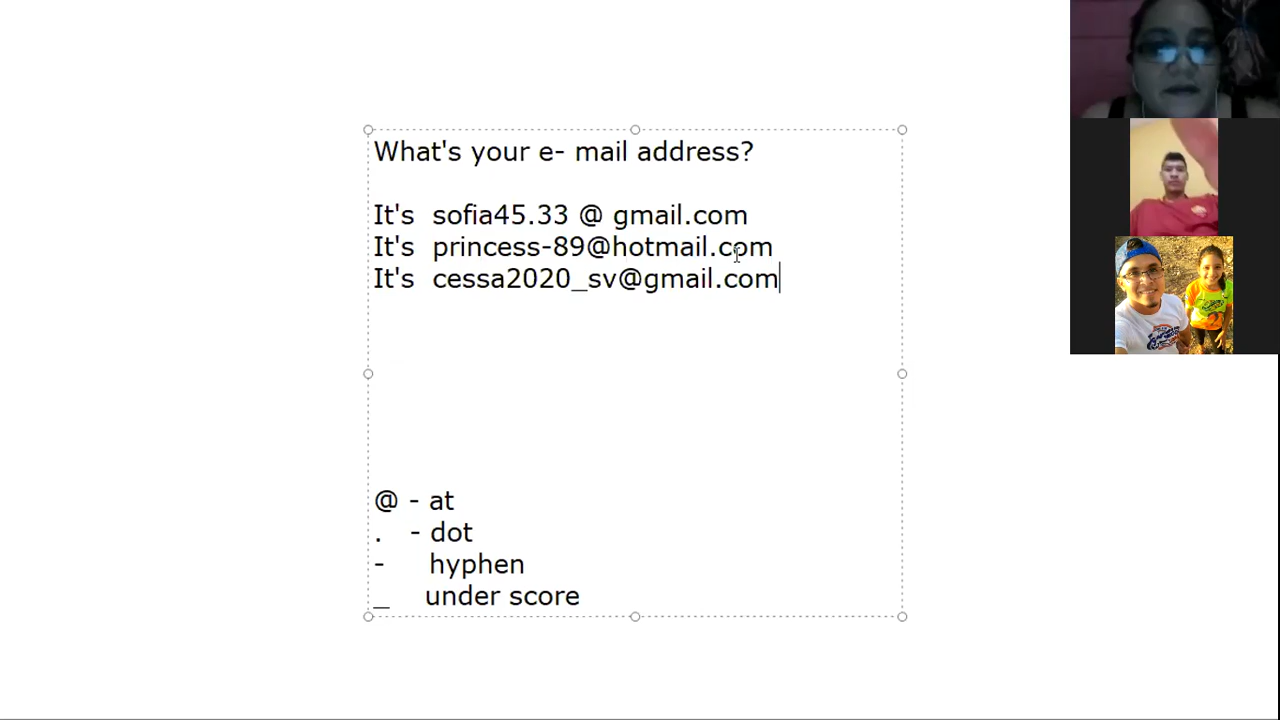 What's your e- mail address?
It's sofia45.33 @ gmail.com
It's princess-89@hotmail.com
It's cessa2020_sv@gmail.com
@ - at
. - dot
- hyphen
_ under score